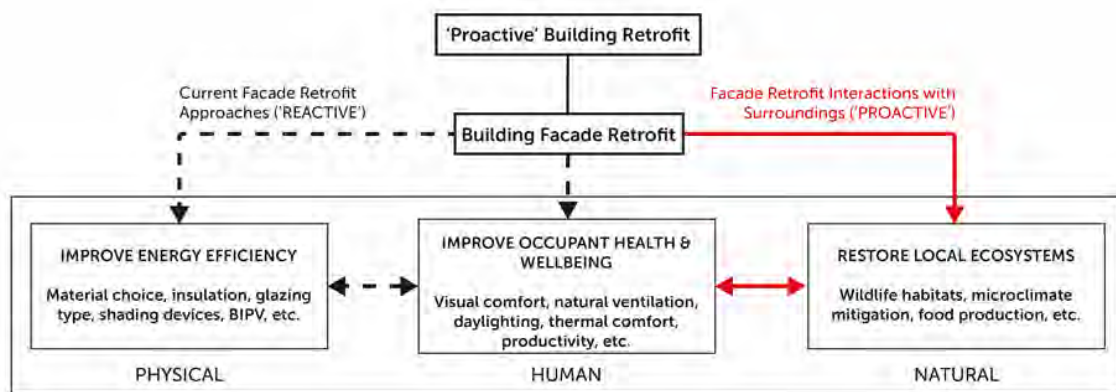 'Proactive' Building Retrofit
Current Facade Retrofit
Approaches ('REACTIVE')
Facade Retrofit Interactions with
Surroundings ('PROACTIVE')
Building Facade Retrofit
IMPROVE ENERGY EFFICIENCY
Material choice, insulation, glazing
type, shading devices, BIPV, etc.
IMPROVE OCCUPANT HEALTH &
WELLBEING
Visual comfort, natural ventilation,
daylighting, thermal comfort,
productivity, etc.
RESTORE LOCAL ECOSYSTEMS
Wildlife habitats, microclimate
mitigation, food production, etc.
PHYSICAL
HUMAN
NATURAL